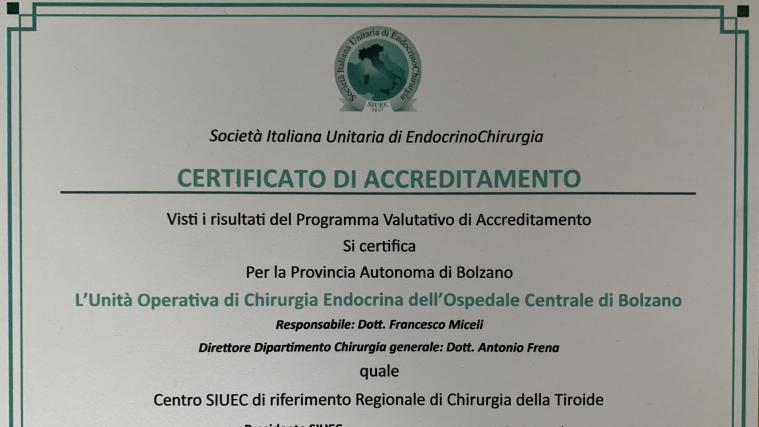 Società Italiana Unitaria di EndocrinoChirurgia
SIUEC
2017
Società Italiana Unitaria di EndocrinoChirurgia
CERTIFICATO DI ACCREDITAMENTO
Visti i risultati del Programma Valutativo di Accreditamento
Si certifica
Per la Provincia Autonoma di Bolzano
L’Unità Operativa di Chirurgia Endocrina dell’Ospedale Centrale di Bolzano
Responsabile: Dott. Francesco Miceli
Direttore Dipartimento Chirurgia generale: Dott. Antonio Frena
quale
Centro SIUEC di riferimento Regionale di Chirurgia della Tiroide
Presidente SIUEC